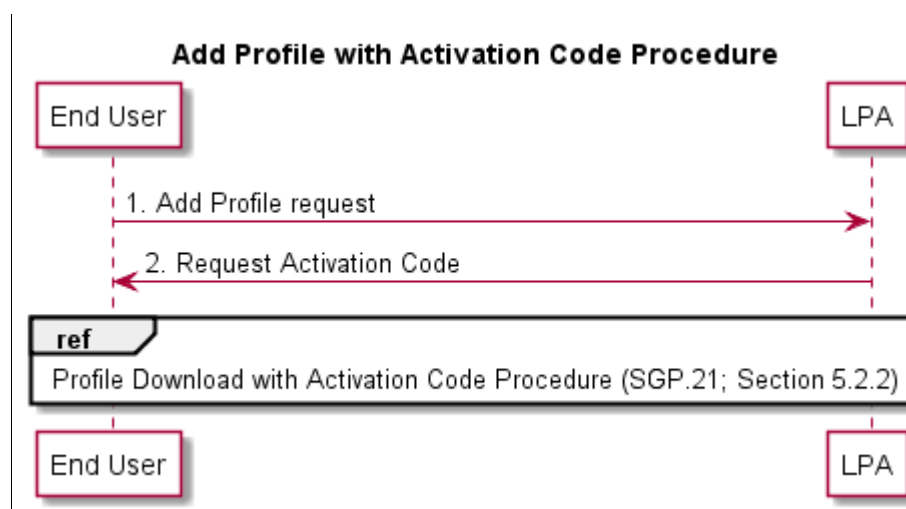 Add Profile with Activation Code Procedure
End User
LPA
1. Add Profile request
2. Request Activation Code
ref
Profile Download with Activation Code Procedure (SGP.21; Section 5.2.2)
End User
LPA